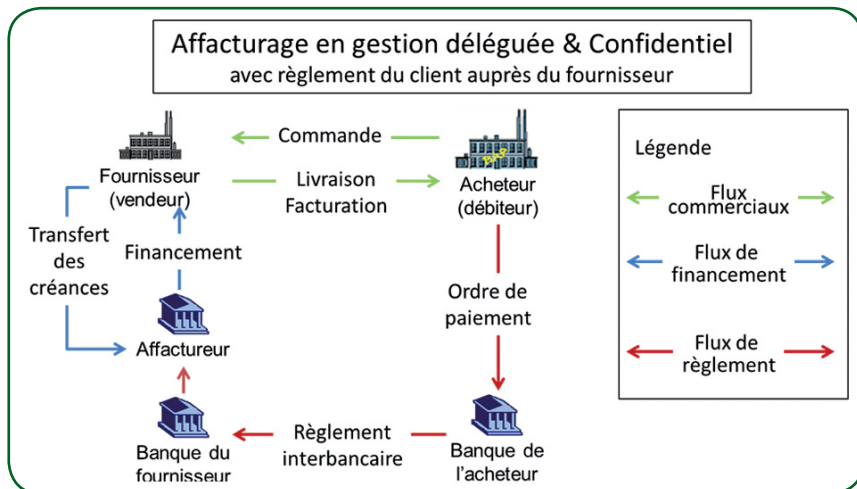 Affacturage en gestion déléguée & Confidentiel
avec règlement du client auprès du fournisseur
Commande
Fournisseur
(vendeur)
Livraison
Facturation
BAP
Acheteur
(débiteur)
Transfert
des
créances
Financement
Affactureur
Ordre de
paiement
Banque du
fournisseur
Règlement
interbancaire
Banque de
l'acheteur
Légende
Flux
commerciaux
Flux de
financement
Flux de
règlement